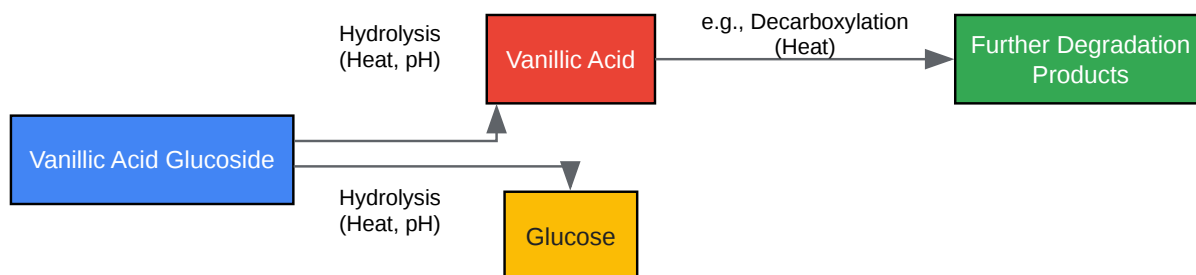 Hydrolysis
(Heat, pH)
Vanillic Acid
e.g., Decarboxylation
(Heat)
Further Degradation
Products
Vanillic Acid Glucoside
Hydrolysis
(Heat, pH)
Glucose